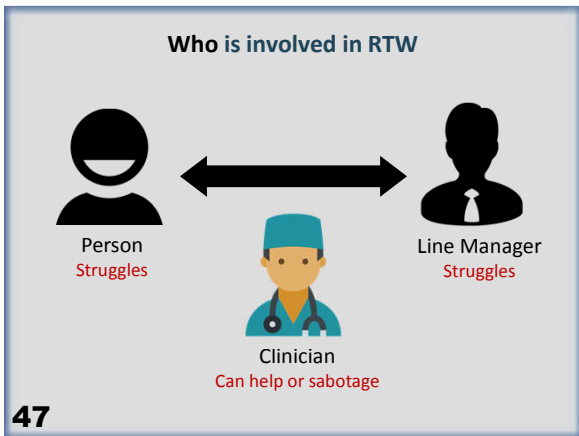 Who is involved in RTW
Person
Struggles
Line Manager
Struggles
Clinician
Can help or sabotage
47